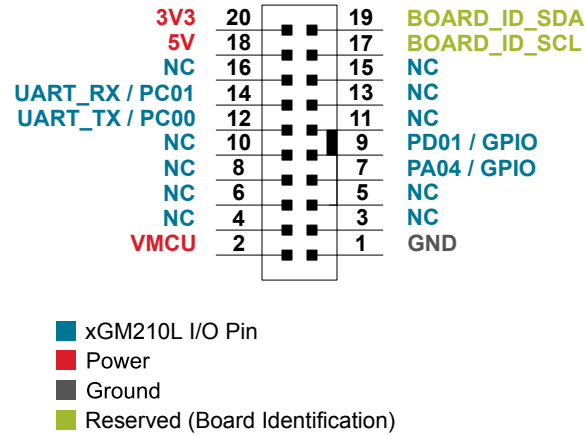 3V3 20 19 BOARD_ID_SDA
5V 18 17 BOARD_ID_SCL
NC 16 15 NC
UART_RX / PC01 14 13 NC
UART_TX / PC00 12 11 NC
NC 10 9 PD01 / GPIO
NC 8 7 PA04 / GPIO
NC 6 5 NC
NC 4 3 NC
VMCU 2 1 GND
xGM210L I/O Pin
Power
Ground
Reserved (Board Identification)